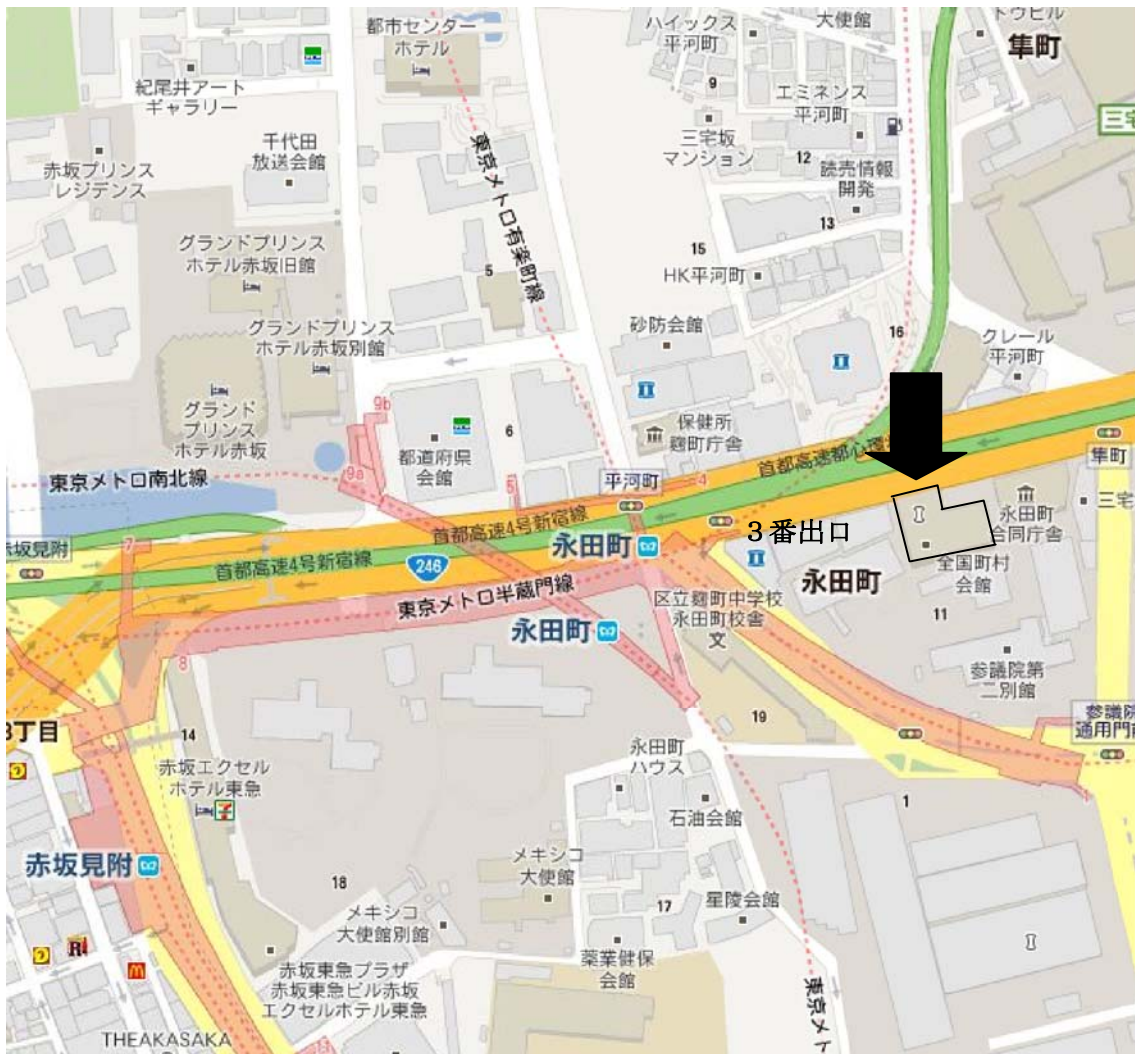 都市センター
ホテル
ハイックス
平河町
大使館
トウビル
隼町
紀尾井アート
ギャラリー
9
エミネンス
平河町
三宅
千代田
放送会館
三宅坂
マンション
12
読売情報
開発
赤坂プリンス
レジデンス
東京メトロ有楽町線
13
グランドプリンス
ホテル赤坂旧館
5
15
HK平河町
グランドプリンス
ホテル赤坂別館
砂防会館
16
クレール
平河町
グランド
プリンス
ホテル赤坂
9b
6
保健所
麹町庁舎
都道府県
会館
9a
東京メトロ南北線
5
平河町
4
首都高速都心環
隼町
首都高速4号新宿線
永田町
合同庁舎
三宅
赤坂見附
7
首都高速4号新宿線
246
永田町
3番出口
全国町村
会館
永田町
東京メトロ半蔵門線
区立麹町中学校
永田町校舎
文
永田町
11
8
参議院第
二別館
3丁目
14
19
参議院
通用門前
赤坂エクセル
ホテル東急
永田町
ハウス
1
石油会館
赤坂見附
メキシコ
大使館
18
17
星陵会館
メキシコ
大使館別館
R
薬業健保
会館
赤坂東急プラザ
赤坂東急ビル赤坂
エクセルホテル東急
東京メト
THEAKASAKA